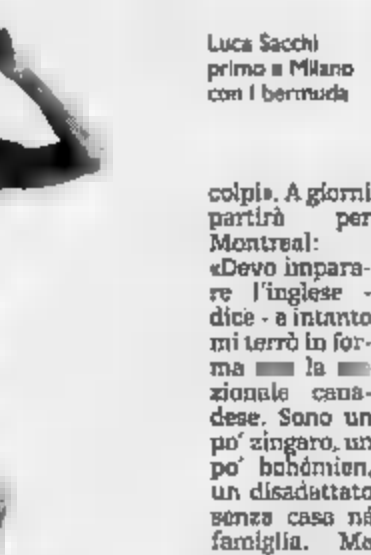 Luca Sacchi
primo a Milano
con i bermuda
colpi». A giorni
partirà per
Montreal:
«Devo impara-
re l'inglese -
dice - e intanto
mi terrò in for-
ma la
zionale cana-
dese. Sono un
po' zingaro, un
po' bohémien,
un disadattato
senza casa né
famiglia. Me